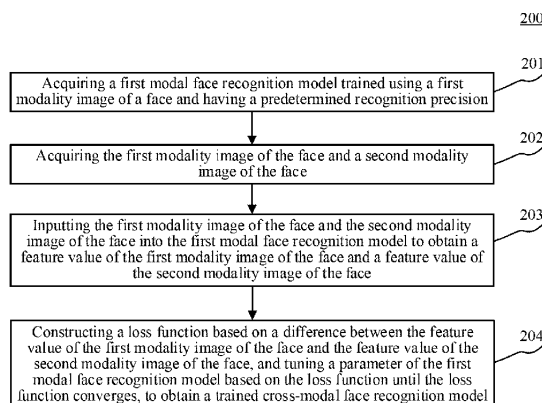 200
201
Acquiring a first modal face recognition model trained using a first
modality image of a face and having a predetermined recognition precision
202
Acquiring the first modality image of the face and a second modality
image of the face
203
Inputting the first modality image of the face and the second modality
image of the face into the first modal face recognition model to obtain a
feature value of the first modality image of the face and a feature value of
the second modality image of the face
204
Constructing a loss function based on a difference between the feature
value of the first modality image of the face and the feature value of the
second modality image of the face, and tuning a parameter of the
first modal face recognition model based on the loss function until the loss
function converges, to obtain a trained cross-modal face recognition model